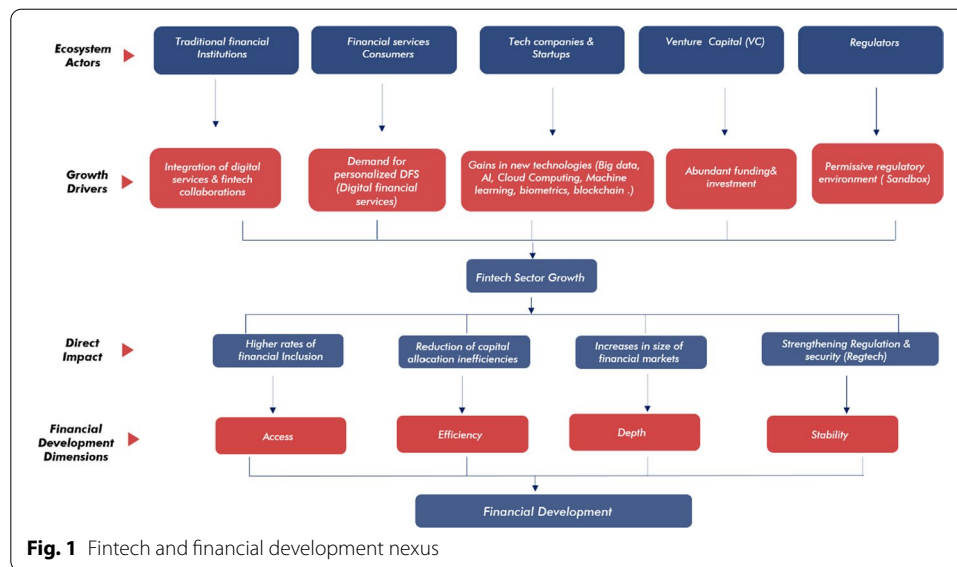 Ecosystem
Actors
Traditional financial
Institutions
Financial services
Consumers
Tech companies &
Startups
Venture Capital (VC)
Regulators
Growth
Drivers
Integration of digital
services & fintech
collaborations
Demand for
personalized DFS
(Digital financial
services)
Gains in new technologies (Big data,
AI, Cloud Computing, Machine
learning, biometrics, blockchain .)
Abundant funding&
investment
Permissive regulatory
environment ( Sandbox)
Fintech Sector Growth
Direct
Impact
Higher rates of
financial Inclusion
Reduction of capital
allocation inefficiencies
Increases in size of
financial markets
Strengthening Regulation &
security (Regtech)
Financial
Development
Dimensions
Access
Efficiency
Depth
Stability
Financial Development
Fig. 1 Fintech and financial development nexus